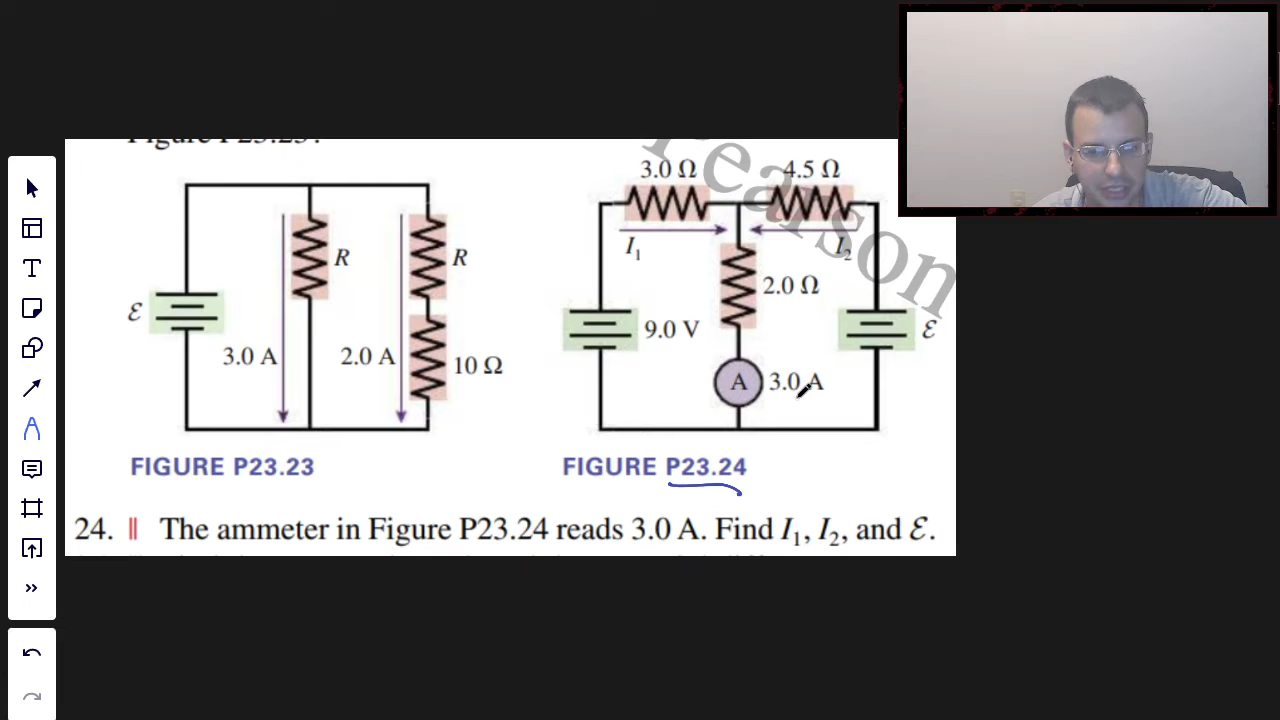 Figure P23.23?
R
R
ℰ
3.0 A
2.0 A
10 Ω
FIGURE P23.23
3.0 Ω
4.5 Ω
I₁
I₂
2.0 Ω
9.0 V
ℰ
A
3.0 A
FIGURE P23.24
24. || The ammeter in Figure P23.24 reads 3.0 A. Find I₁, I₂, and ℰ.
earson
T
A